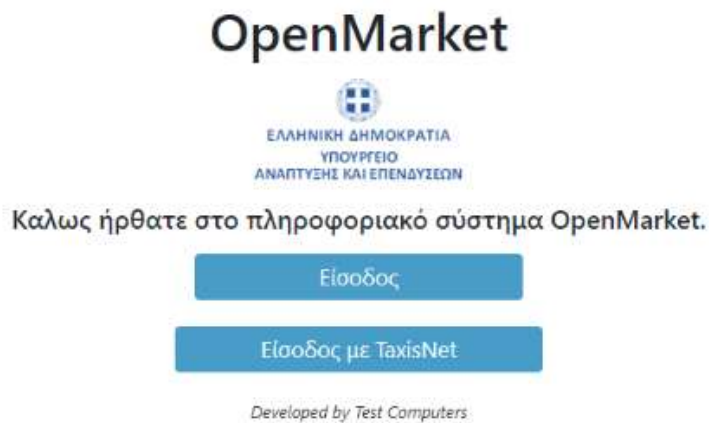 OpenMarket
ΕΛΛΗΝΙΚΗ ΔΗΜΟΚΡΑΤΙΑ
ΥΠΟΥΡΓΕΙΟ
ΑΝΑΠΤΥΞΗΣ ΚΑΙ ΕΠΕΝΔΥΣΕΩΝ
Καλως ήρθατε στο πληροφοριακό σύστημα OpenMarket.
Είσοδος
Είσοδος με TaxisNet
Developed by Test Computers